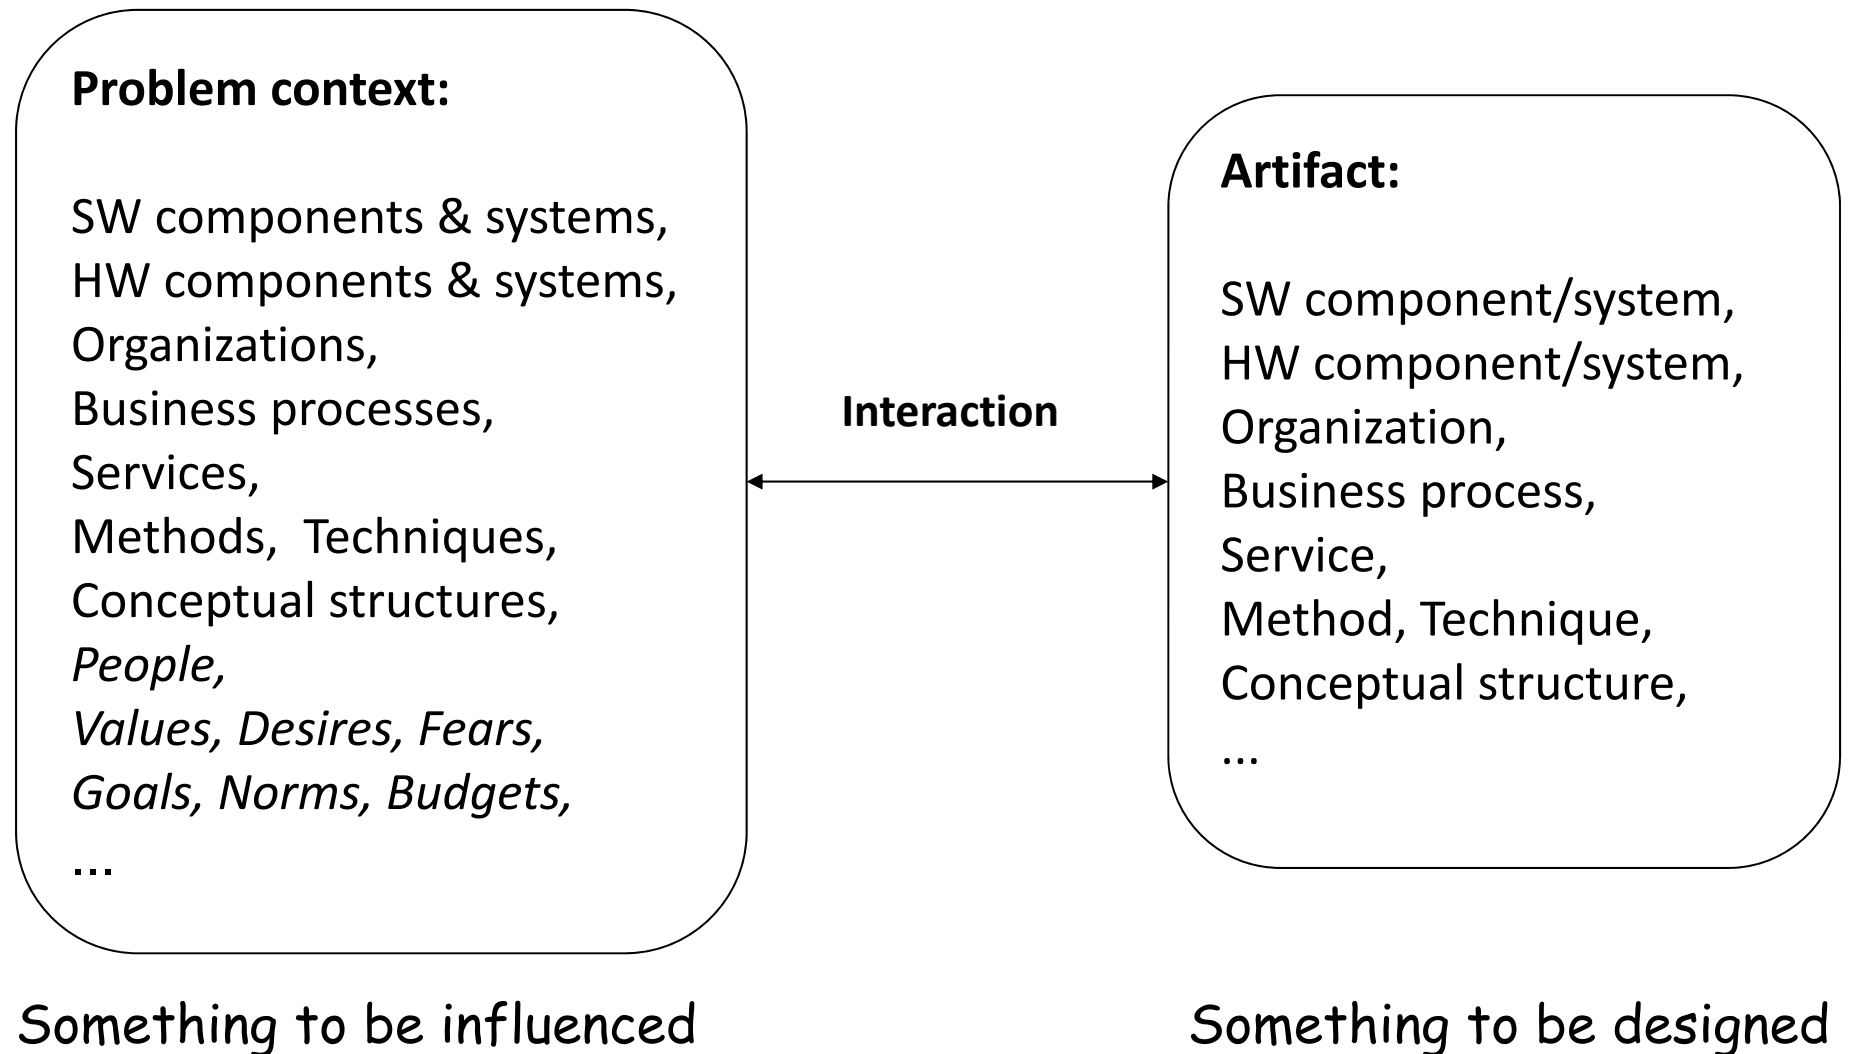 Problem context:
SW components & systems,
HW components & systems,
Organizations,
Business processes,
Services,
Methods,  Techniques,
Conceptual structures,
People,
Values, Desires, Fears,
Goals, Norms, Budgets,
...
Something to be influenced
Interaction
Artifact:
SW component/system,
HW component/system,
Organization,
Business process,
Service,
Method, Technique,
Conceptual structure,
...
Something to be designed